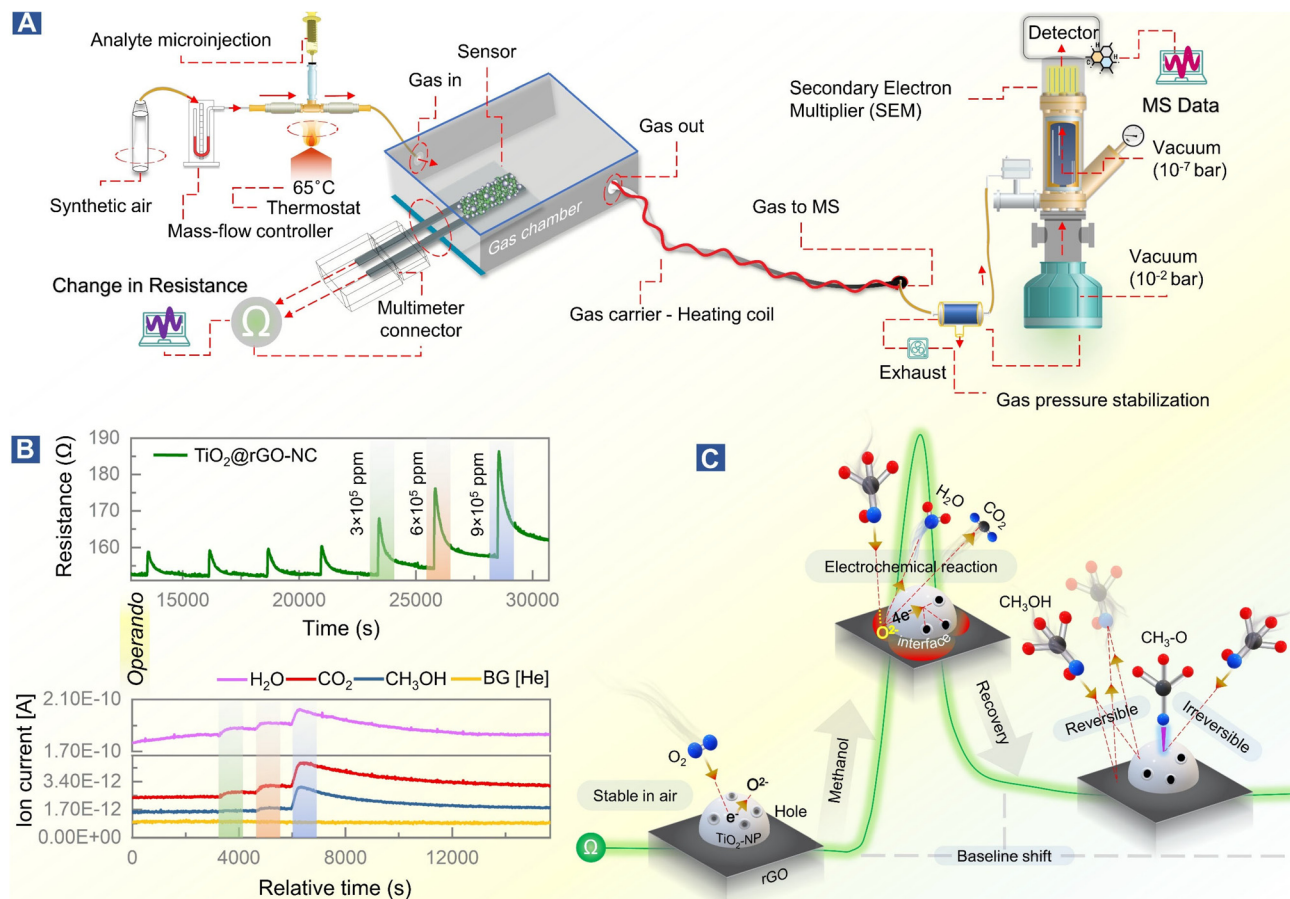 A
Analyte microinjection
Sensor
Gas in
Gas out
Synthetic air
65°C
Thermostat
Mass-flow controller
Gas chamber
Change in Resistance
Ω
Multimeter
connector
Gas carrier - Heating coil
Gas to MS
Exhaust
Gas pressure stabilization
Detector
H
C
MS Data
Secondary Electron
Multiplier (SEM)
Vacuum
(10⁻⁷ bar)
Vacuum
(10⁻² bar)
B
Resistance (Ω)
190
180
170
160
TiO₂@rGO-NC
3×10⁵ ppm
6×10⁵ ppm
9×10⁵ ppm
15000 20000 25000 30000
Time (s)
Operando
H₂O CO₂ CH₃OH BG [He]
Ion current [A]
2.10E-10
1.70E-10
3.40E-12
1.70E-12
0.00E+00
0 4000 8000 12000
Relative time (s)
C
H₂O
CO₂
Electrochemical reaction
4e⁻
O²⁻
interface
Methanol
Recovery
CH₃OH
CH₃-O
Reversible
Irreversible
O₂
Stable in air
O²⁻
e⁻
Hole
TiO₂-NP
rGO
Ω
Baseline shift